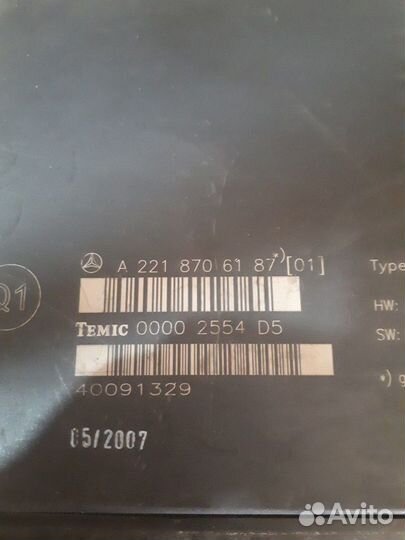 A 221 870 61 87 *) [01]
Type
Q1
HW:
TEMIC 0000 2554 D5
SW:
*) g
40091329
05/2007
Avito